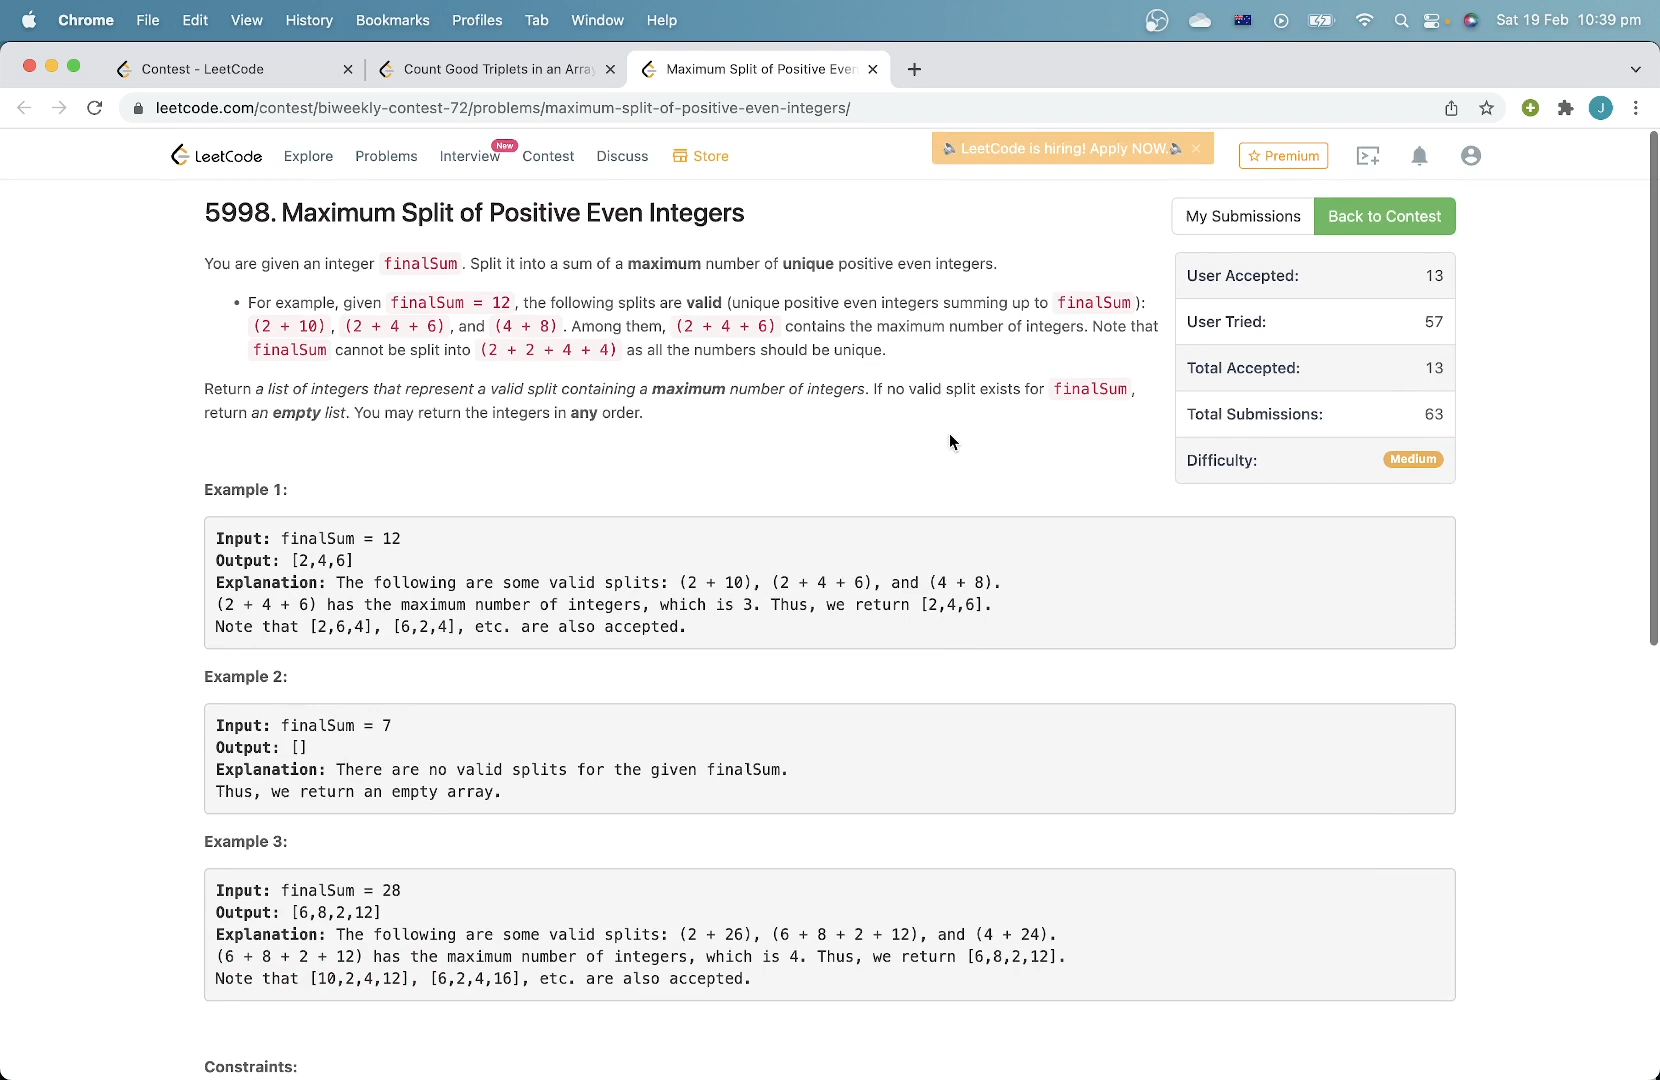 Chrome File Edit View History Bookmarks Profiles Tab Window Help Sat 19 Feb 10:39 pm
Contest - LeetCode Count Good Triplets in an Arra Maximum Split of Positive Even
leetcode.com/contest/biweekly-contest-72/problems/maximum-split-of-positive-even-integers/ J
LeetCode Explore Problems Interview New Contest Discuss Store LeetCode is hiring! Apply NOW. Premium
5998. Maximum Split of Positive Even Integers
My Submissions Back to Contest
You are given an integer finalSum. Split it into a sum of a maximum number of unique positive even integers.
• For example, given finalSum = 12, the following splits are valid (unique positive even integers summing up to finalSum):
(2 + 10), (2 + 4 + 6), and (4 + 8). Among them, (2 + 4 + 6) contains the maximum number of integers. Note that
finalSum cannot be split into (2 + 2 + 4 + 4) as all the numbers should be unique.
Return a list of integers that represent a valid split containing a maximum number of integers. If no valid split exists for finalSum,
return an empty list. You may return the integers in any order.
User Accepted: 13
User Tried: 57
Total Accepted: 13
Total Submissions: 63
Difficulty: Medium
Example 1:
Input: finalSum = 12
Output: [2,4,6]
Explanation: The following are some valid splits: (2 + 10), (2 + 4 + 6), and (4 + 8).
(2 + 4 + 6) has the maximum number of integers, which is 3. Thus, we return [2,4,6].
Note that [2,6,4], [6,2,4], etc. are also accepted.
Example 2:
Input: finalSum = 7
Output: []
Explanation: There are no valid splits for the given finalSum.
Thus, we return an empty array.
Example 3:
Input: finalSum = 28
Output: [6,8,2,12]
Explanation: The following are some valid splits: (2 + 26), (6 + 8 + 2 + 12), and (4 + 24).
(6 + 8 + 2 + 12) has the maximum number of integers, which is 4. Thus, we return [6,8,2,12].
Note that [10,2,4,12], [6,2,4,16], etc. are also accepted.
Constraints: